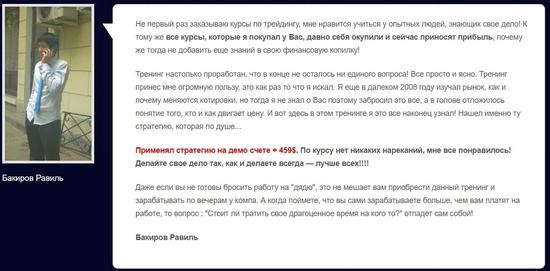 Не первый раз заказываю курсы по трейдингу, мне нравится учиться у опытных людей, знающих свое дело! К
тому же все курсы, которые я покупал у Вас, давно себя окупили и сейчас приносят прибыль, почему
же тогда не добавить еще знаний в свою финансовую копилку!
Тренинг настолько проработан, что в конце не осталось ни единого вопроса! Все просто и ясно. Тренинг
принес мне огромную пользу, это как раз то что я искал. Я еще в далеком 2008 году изучал рынок, как и
почему меняются котировки, но тогда я не знал о Вас поэтому забросил это все, а в голове отложилось
понятие того, кто и как двигает цену. И вот здесь в этом тренинге я это все наконец узнал! Нашел именно ту
стратегию, которая по душе...
Применял стратегию на демо счете + 459$. По курсу нет никаких нареканий, мне все понравилось!
Делайте свое дело так, как и делаете всегда — лучше всех!!!!
Бакиров Равиль
Даже если вы не готовы бросить работу на "дядю", это не мешает вам приобрести данный тренинг и
зарабатывать по вечерам у компа. А когда поймете, что вы сами зарабатываете больше, чем вам платят на
работе, то вопрос : "Стоит ли тратить свое драгоценное время на кого то?" отпадет сам собой!
Бакиров Равиль